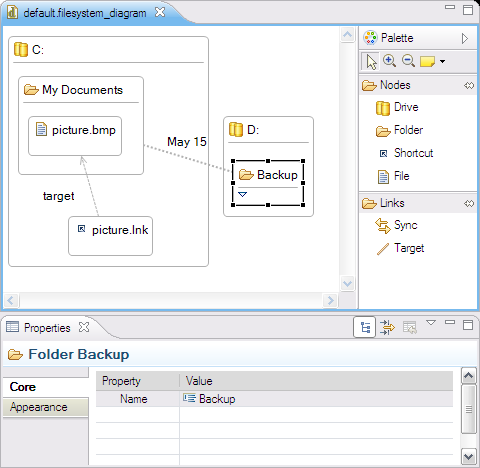 default.filesystem_diagram
C:
My Documents
picture.bmp
May 15
D:
Backup
target
picture.lnk
Palette
Nodes
Drive
Folder
Shortcut
File
Links
Sync
Target
Properties
Folder Backup
Core
Appearance
Property Value
Name Backup